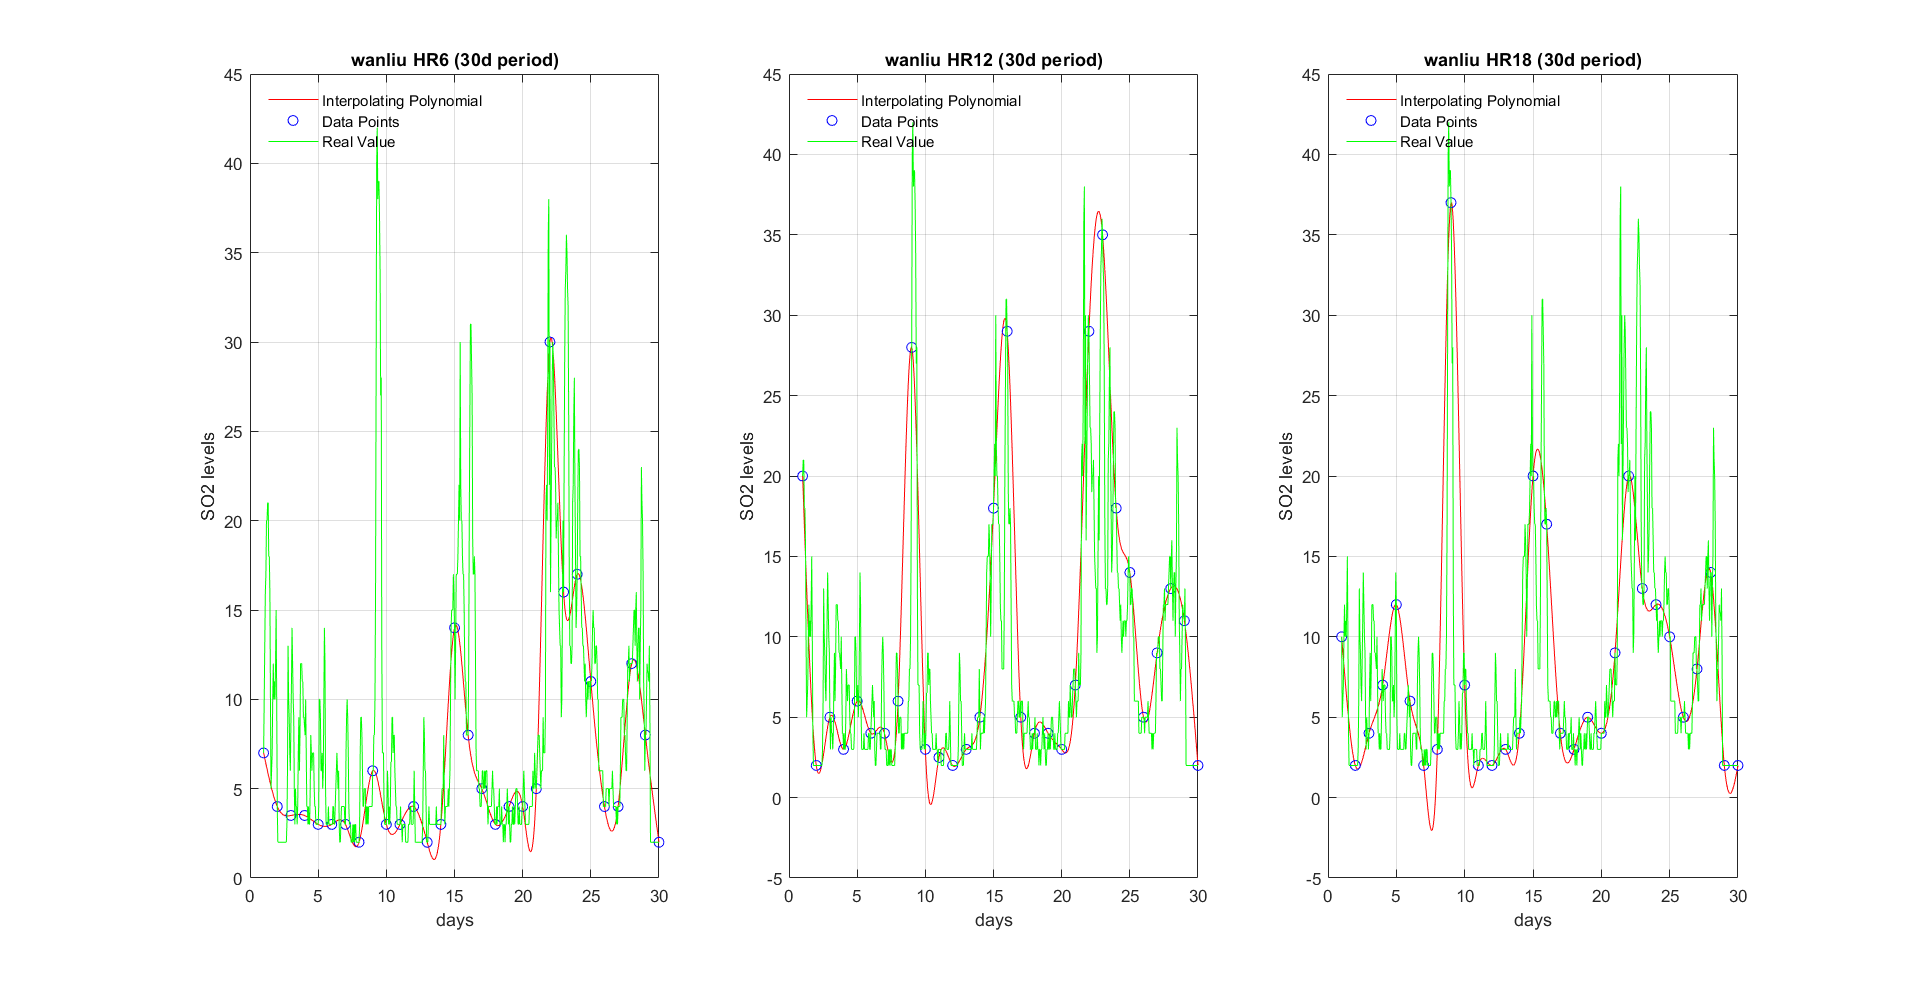 wanliu HR6 (30d period)
45
40
35
30
25
20
15
10
5
0
SO2 levels
Interpolating Polynomial
Data Points
Real Value
0 5 10 15 20 25 30
days
wanliu HR12 (30d period)
45
40
35
30
25
20
15
10
5
0
-5
SO2 levels
Interpolating Polynomial
Data Points
Real Value
0 5 10 15 20 25 30
days
wanliu HR18 (30d period)
45
40
35
30
25
20
15
10
5
0
-5
SO2 levels
Interpolating Polynomial
Data Points
Real Value
0 5 10 15 20 25 30
days